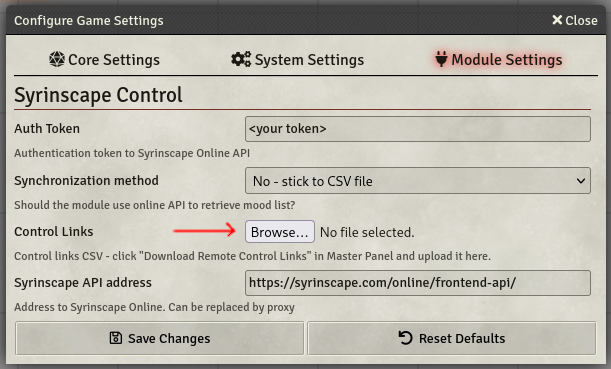 Configure Game Settings
Close
Core Settings
System Settings
Module Settings
Syrinscape Control
Auth Token
<your token>
Authentication token to Syrinscape Online API
Synchronization method
No - stick to CSV file
Should the module use online API to retrieve mood list?
Control Links
Browse... No file selected.
Control links CSV - click "Download Remote Control Links" in Master Panel and upload it here.
Syrinscape API address
https://syrinscape.com/online/frontend-api/
Address to Syrinscape Online. Can be replaced by proxy
Save Changes
Reset Defaults